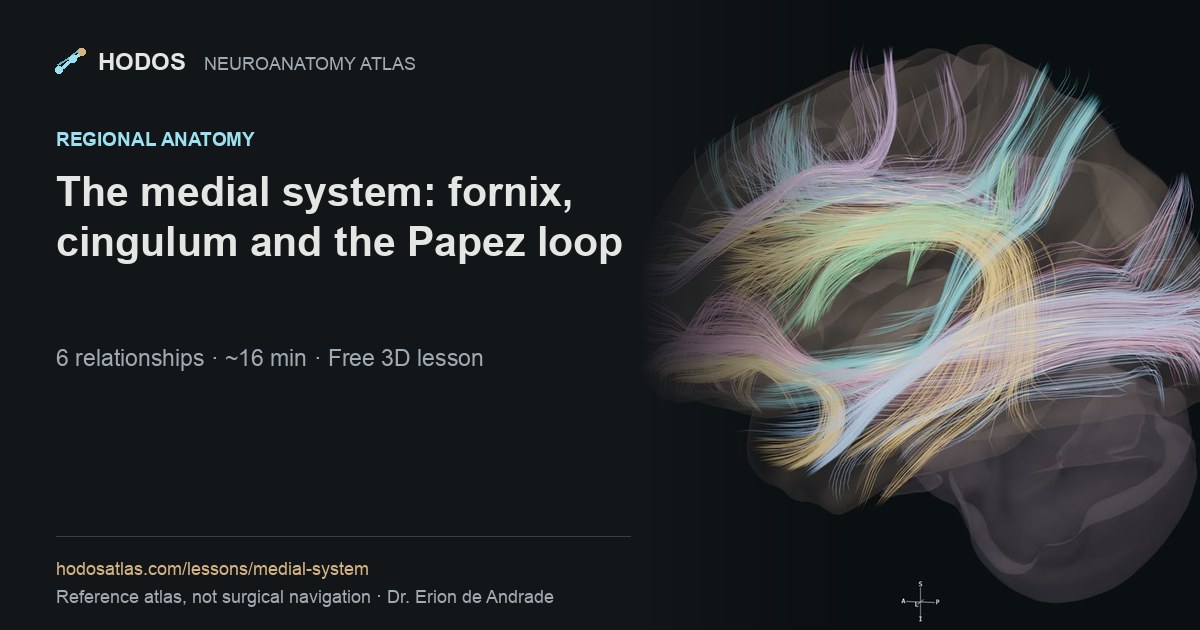 HODOS NEUROANATOMY ATLAS
REGIONAL ANATOMY
The medial system: fornix,
cingulum and the Papez loop
6 relationships · ~16 min · Free 3D lesson
hodosatlas.com/lessons/medial-system
Reference atlas, not surgical navigation · Dr. Erion de Andrade
S
A L P
I